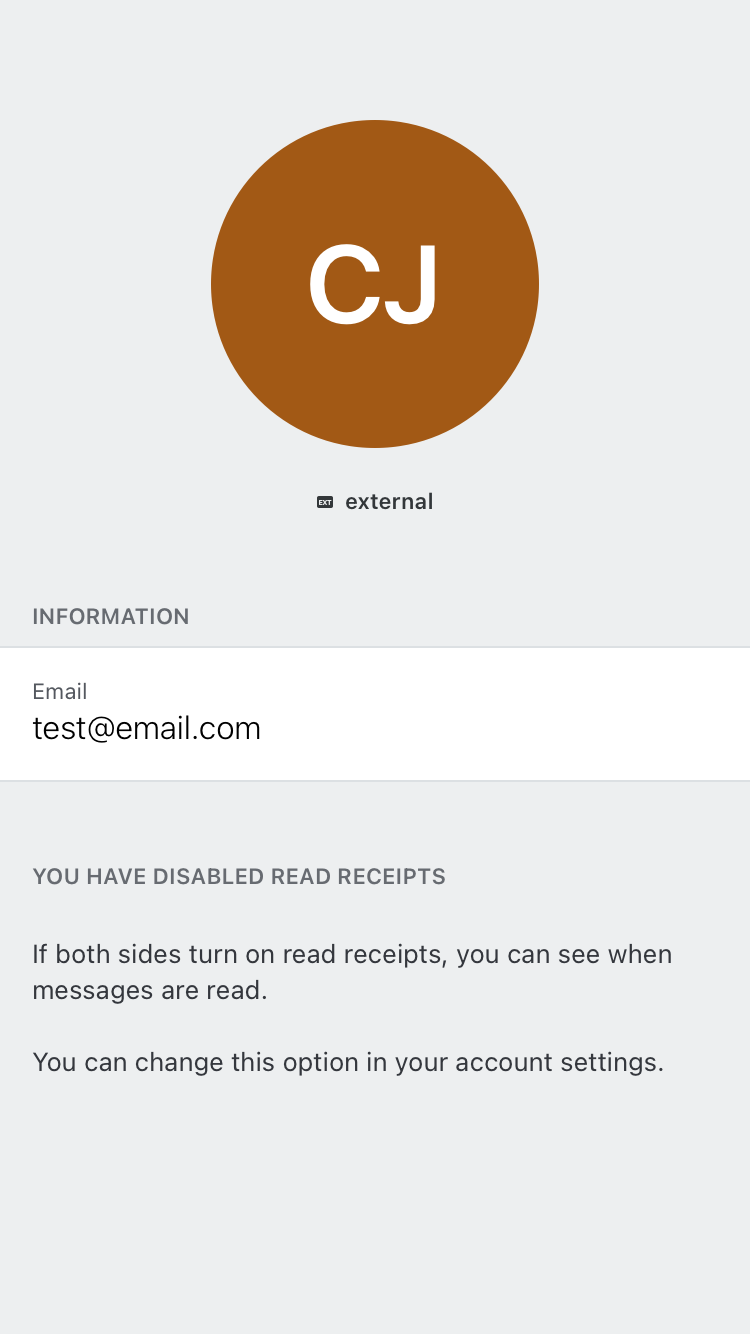 CJ
EXT external
INFORMATION
Email
test@email.com
YOU HAVE DISABLED READ RECEIPTS
If both sides turn on read receipts, you can see when
messages are read.
You can change this option in your account settings.